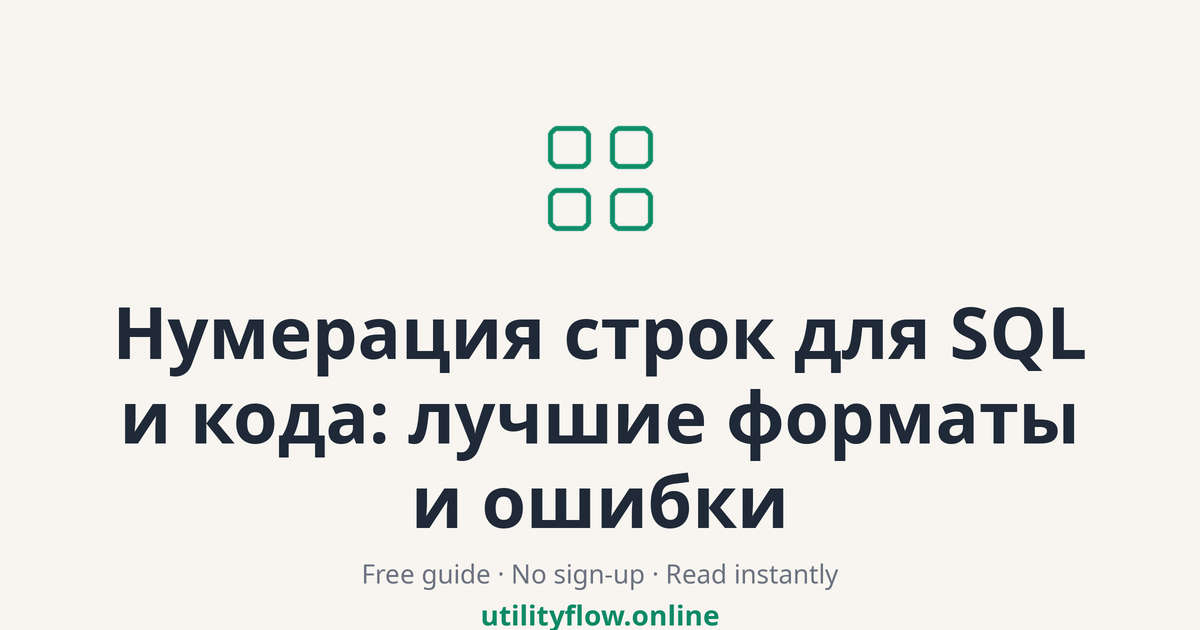 Нумерация строк для SQL
и кода: лучшие форматы
и ошибки
Free guide · No sign-up · Read instantly
utilityflow.online